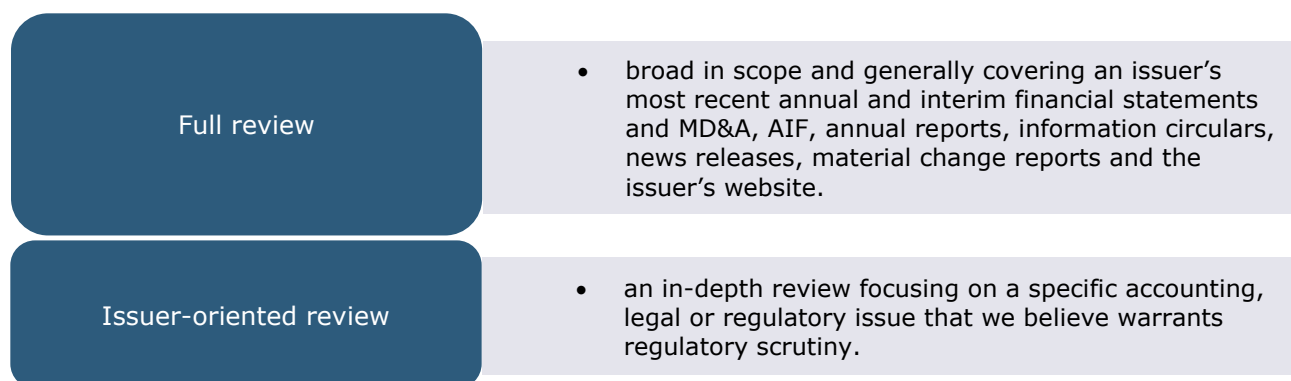 Full review
• broad in scope and generally covering an issuer’s
most recent annual and interim financial statements
and MD&A, AIF, annual reports, information circulars,
news releases, material change reports and the
issuer’s website.
Issuer-oriented review
• an in-depth review focusing on a specific accounting,
legal or regulatory issue that we believe warrants
regulatory scrutiny.